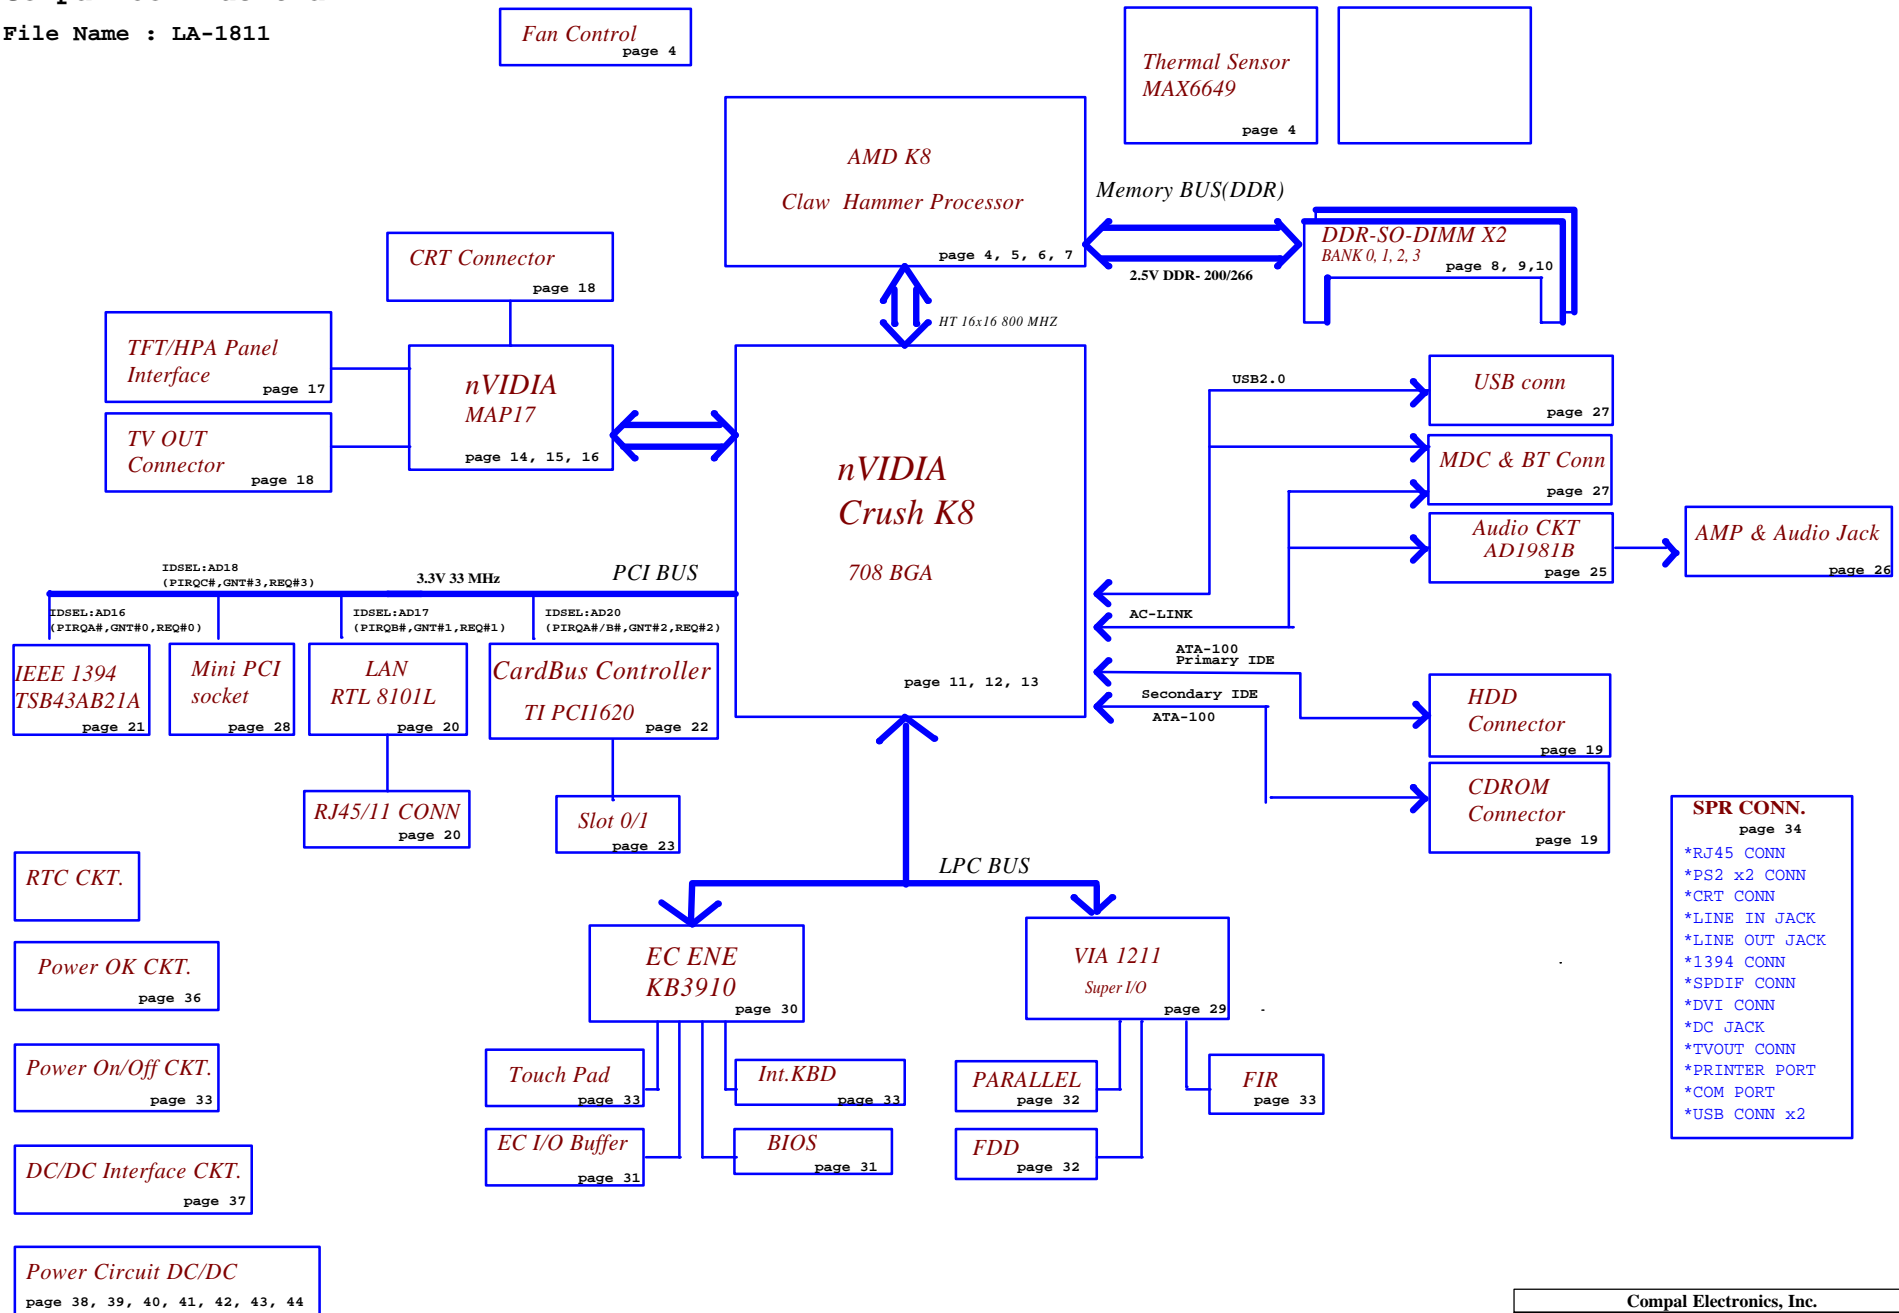 File Name : LA-1811
Fan Control
page 4
Thermal Sensor
MAX6649
page 4
AMD K8
Claw Hammer Processor
page 4, 5, 6, 7
Memory BUS(DDR)
2.5V DDR- 200/266
DDR-SO-DIMM X2
BANK 0, 1, 2, 3
page 8, 9,10
HT 16x16 800 MHZ
CRT Connector
page 18
TFT/HPA Panel
Interface
page 17
TV OUT
Connector
page 18
nVIDIA
MAP17
page 14, 15, 16
nVIDIA
Crush K8
708 BGA
page 11, 12, 13
USB2.0
USB conn
page 27
MDC & BT Conn
page 27
Audio CKT
AD1981B
page 25
AMP & Audio Jack
page 26
AC-LINK
ATA-100
Primary IDE
Secondary IDE
ATA-100
HDD
Connector
page 19
CDROM
Connector
page 19
PCI BUS
3.3V 33 MHz
IDSEL:AD18
(PIRQC#,GNT#3,REQ#3)
IDSEL:AD16
(PIRQA#,GNT#0,REQ#0)
IDSEL:AD17
(PIRQB#,GNT#1,REQ#1)
IDSEL:AD20
(PIRQA#/B#,GNT#2,REQ#2)
IEEE 1394
TSB43AB21A
page 21
Mini PCI
socket
page 28
LAN
RTL 8101L
page 20
CardBus Controller
TI PCI1620
page 22
RJ45/11 CONN
page 20
Slot 0/1
page 23
LPC BUS
EC ENE
KB3910
page 30
VIA 1211
Super I/O
page 29
Touch Pad
page 33
Int.KBD
page 33
EC I/O Buffer
page 31
BIOS
page 31
PARALLEL
page 32
FIR
page 33
FDD
page 32
RTC CKT.
Power OK CKT.
page 36
Power On/Off CKT.
page 33
DC/DC Interface CKT.
page 37
Power Circuit DC/DC
page 38, 39, 40, 41, 42, 43, 44
SPR CONN.
page 34
*RJ45 CONN
*PS2 x2 CONN
*CRT CONN
*LINE IN JACK
*LINE OUT JACK
*1394 CONN
*SPDIF CONN
*DVI CONN
*DC JACK
*TVOUT CONN
*PRINTER PORT
*COM PORT
*USB CONN x2
Compal Electronics, Inc.